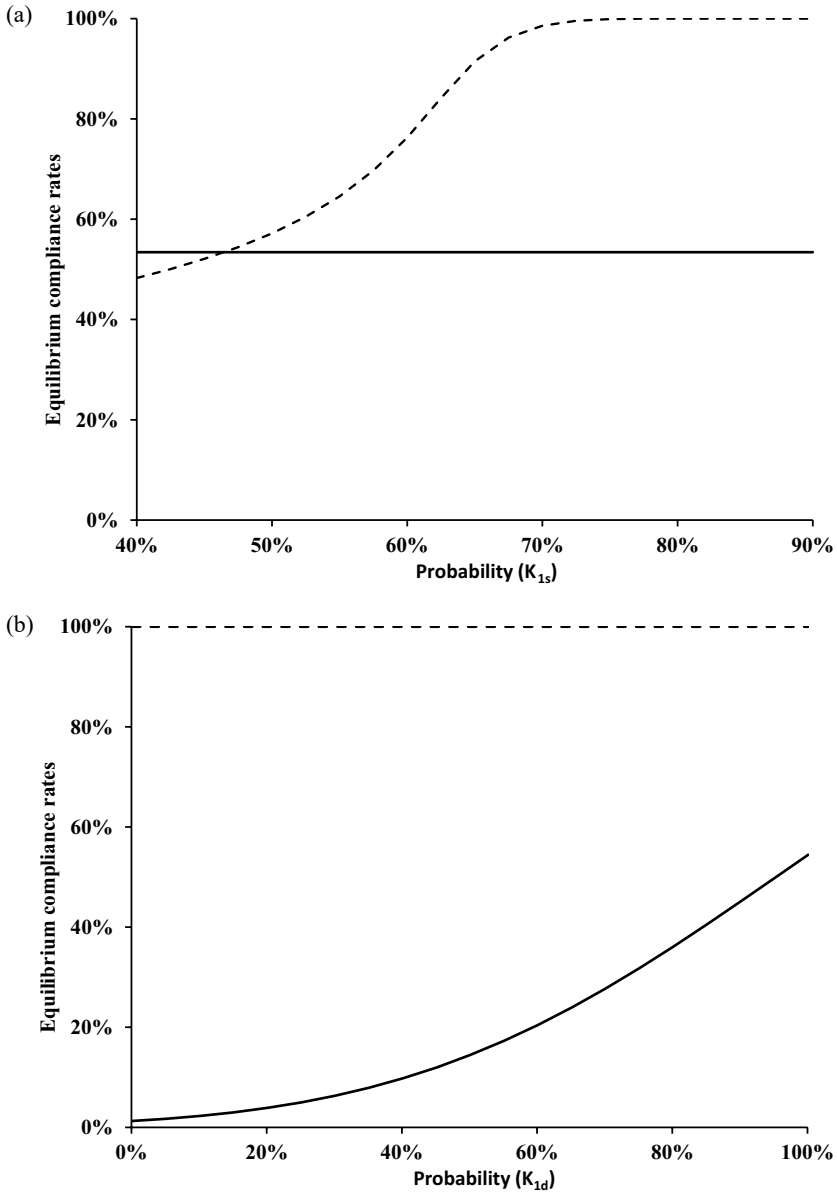 (a)
100%
80%
60%
40%
20%
0%
Equilibrium compliance rates
40% 50% 60% 70% 80% 90%
Probability (K1s)
(b)
100%
80%
60%
40%
20%
0%
Equilibrium compliance rates
0% 20% 40% 60% 80% 100%
Probability (K1d)